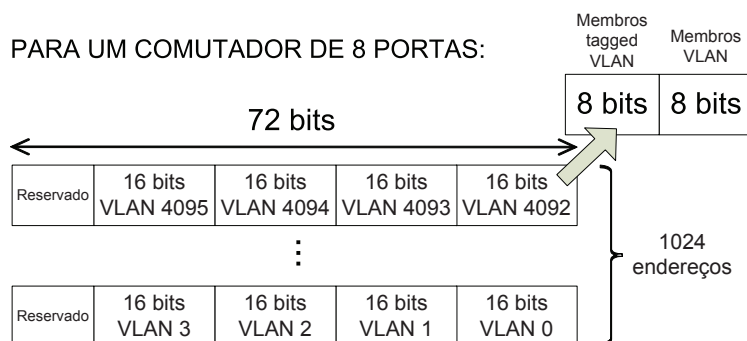 PARA UM COMUTADOR DE 8 PORTAS:
Membros
tagged
VLAN
Membros
VLAN
8 bits
8 bits
72 bits
Reservado
16 bits
VLAN 4095
16 bits
VLAN 4094
16 bits
VLAN 4093
16 bits
VLAN 4092
1024
endereços
Reservado
16 bits
VLAN 3
16 bits
VLAN 2
16 bits
VLAN 1
16 bits
VLAN 0